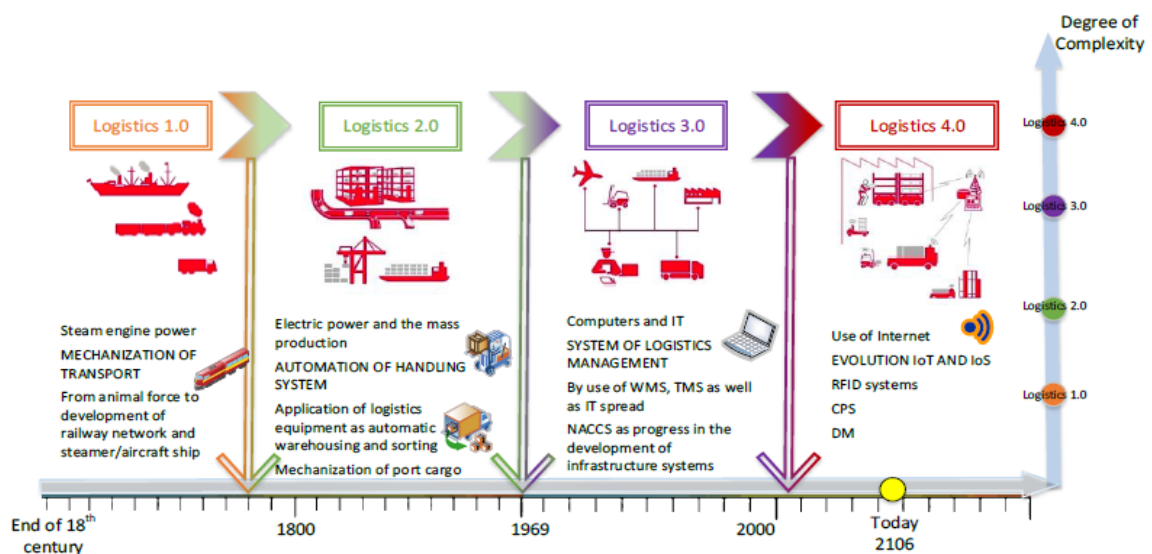 Degree of
Complexity
Logistics 1.0
Logistics 2.0
Logistics 3.0
Logistics 4.0
Steam engine power
MECHANIZATION OF
TRANSPORT
From animal force to
development of
railway network and
steamer/aircraft ship
Electric power and the mass
production
AUTOMATION OF HANDLING
SYSTEM
Application of logistics
equipment as automatic
warehousing and sorting
Mechanization of port cargo
Computers and IT
SYSTEM OF LOGISTICS
MANAGEMENT
By use of WMS, TMS as well
as IT spread
NACCS as progress in the
development of
infrastructure systems
Use of Internet
EVOLUTION IoT AND IoS
RFID systems
CPS
DM
Logistics 4.0
Logistics 3.0
Logistics 2.0
Logistics 1.0
End of 18th
century
1800
1969
2000
Today
2106